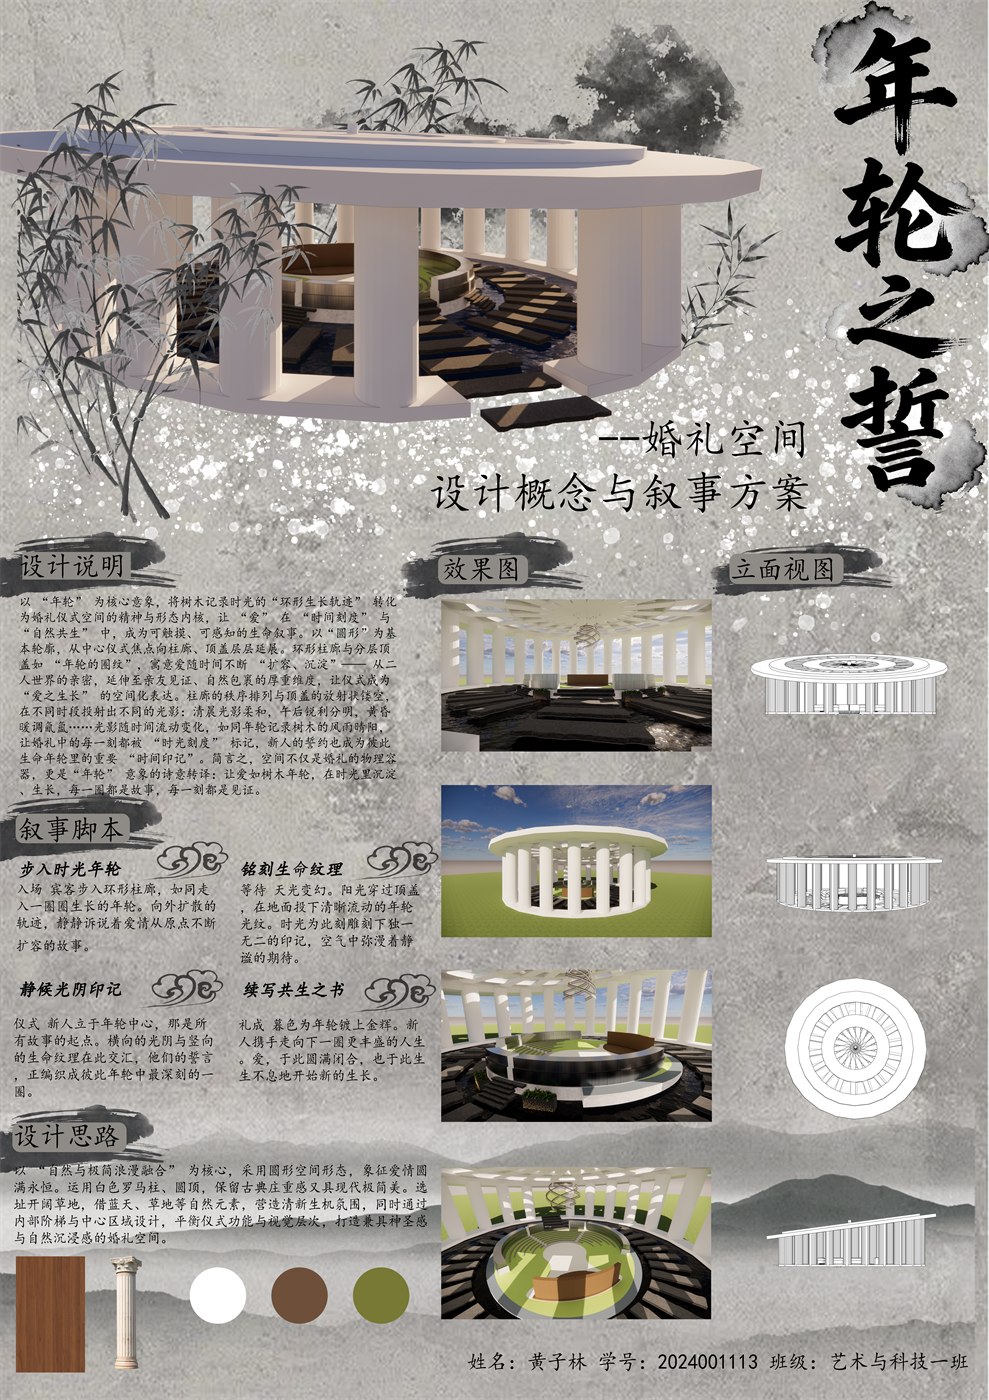 年轮之誓
--婚礼空间
设计概念与叙事方案
设计说明
以 “年轮” 为核心意象，将树木记录时光的“环形生长轨迹” 转化
为婚礼仪式空间的精神与形态内核，让 “爱” 在 “时间刻度” 与
“自然共生” 中，成为可触摸、可感知的生命叙事。以“圆形”为基
本轮廓，从中心仪式焦点向柱廊、顶盖层层延展。环形柱廊与分层顶
盖如 “年轮的圈纹”，寓意爱随时间不断 “扩容、沉淀”—— 从二
人世界的亲密，延伸至亲友见证、自然包裹的厚重维度，让仪式成为
“爱之生长” 的空间化表达。柱廊的秩序排列与顶盖的放射状镂空，
在不同时段投射出不同的光影：清晨光影柔和，午后锐利分明，黄昏
暖调氤氲……光影随时间流动变化，如同年轮记录树木的风雨晴阳，
让婚礼中的每一刻都被 “时光刻度” 标记，新人的誓约也成为彼此
生命年轮里的重要 “时间印记”。简言之，空间不仅是婚礼的物理容
器，更是“年轮” 意象的诗意转译：让爱如树木年轮，在时光里沉淀
、生长，每一圈都是故事，每一刻都是见证。
叙事脚本
步入时光年轮
入场 宾客步入环形柱廊，如同走
入一圈圈生长的年轮。向外扩散的
轨迹，静静诉说着爱情从原点不断
扩容的故事。
铭刻生命纹理
等待 天光变幻。阳光穿过顶盖
，在地面投下清晰流动的年轮
光纹。时光为此刻雕刻下独一
无二的印记，空气中弥漫着静
谧的期待。
静候光阴印记
仪式 新人立于年轮中心，那是所
有故事的起点。横向的光阴与竖向
的生命纹理在此交汇，他们的誓言
，正编织成彼此年轮中最深刻的一
圈。
续写共生之书
礼成 暮色为年轮镀上金辉。新
人携手走向下一圈更丰盛的人生
。爱，于此圆满闭合，也于此生
生不息地开始新的生长。
设计思路
以 “自然与极简浪漫融合” 为核心，采用圆形空间形态，象征爱情圆
满永恒。运用白色罗马柱、圆顶，保留古典庄重感又具现代极简美。选
址开阔草地，借蓝天、草地等自然元素，营造清新生机氛围，同时通过
内部阶梯与中心区域设计，平衡仪式功能与视觉层次，打造兼具神圣感
与自然沉浸感的婚礼空间。
效果图
立面视图
姓名：黄子林 学号：2024001113 班级：艺术与科技一班